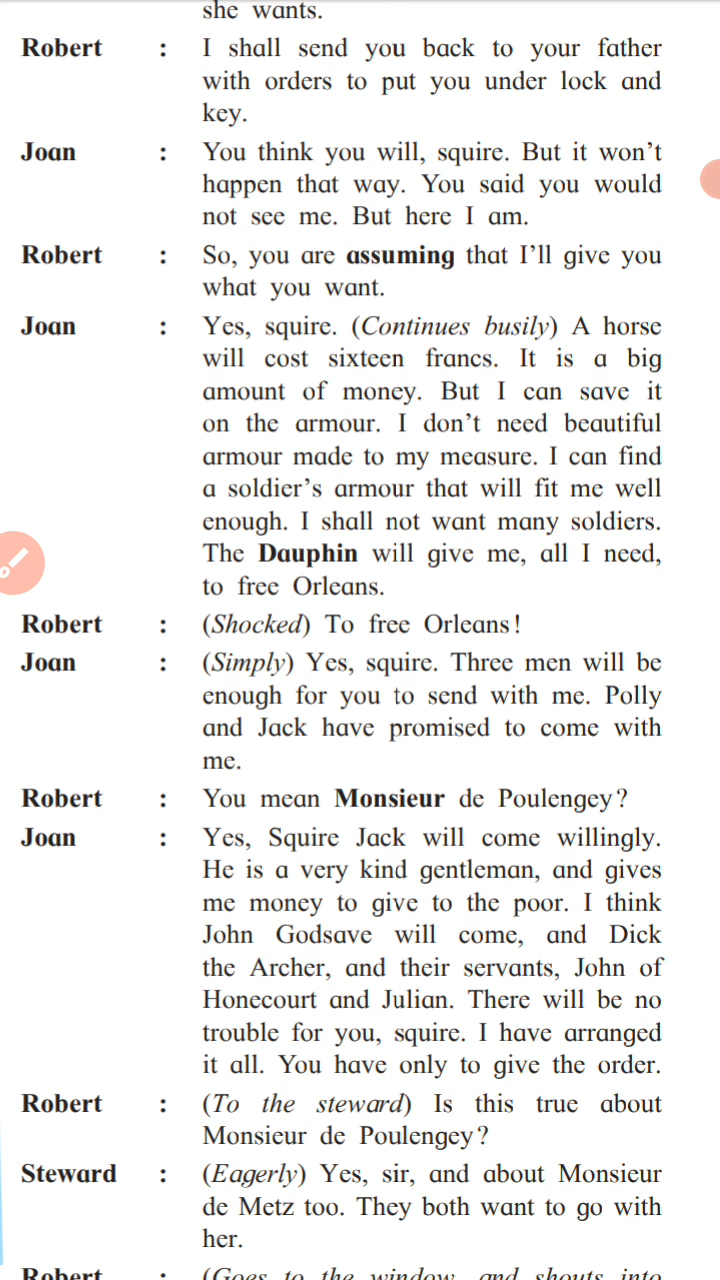 she wants.
Robert : I shall send you back to your father
with orders to put you under lock and
key.
Joan : You think you will, squire. But it won’t
happen that way. You said you would
not see me. But here I am.
Robert : So, you are assuming that I’ll give you
what you want.
Joan : Yes, squire. (Continues busily) A horse
will cost sixteen francs. It is a big
amount of money. But I can save it
on the armour. I don’t need beautiful
armour made to my measure. I can find
a soldier’s armour that will fit me well
enough. I shall not want many soldiers.
The Dauphin will give me, all I need,
to free Orleans.
Robert : (Shocked) To free Orleans!
Joan : (Simply) Yes, squire. Three men will be
enough for you to send with me. Polly
and Jack have promised to come with
me.
Robert : You mean Monsieur de Poulengey?
Joan : Yes, Squire Jack will come willingly.
He is a very kind gentleman, and gives
me money to give to the poor. I think
John Godsave will come, and Dick
the Archer, and their servants, John of
Honecourt and Julian. There will be no
trouble for you, squire. I have arranged
it all. You have only to give the order.
Robert : (To the steward) Is this true about
Monsieur de Poulengey?
Steward : (Eagerly) Yes, sir, and about Monsieur
de Metz too. They both want to go with
her.
Robert : (Goes to the window, and shouts into